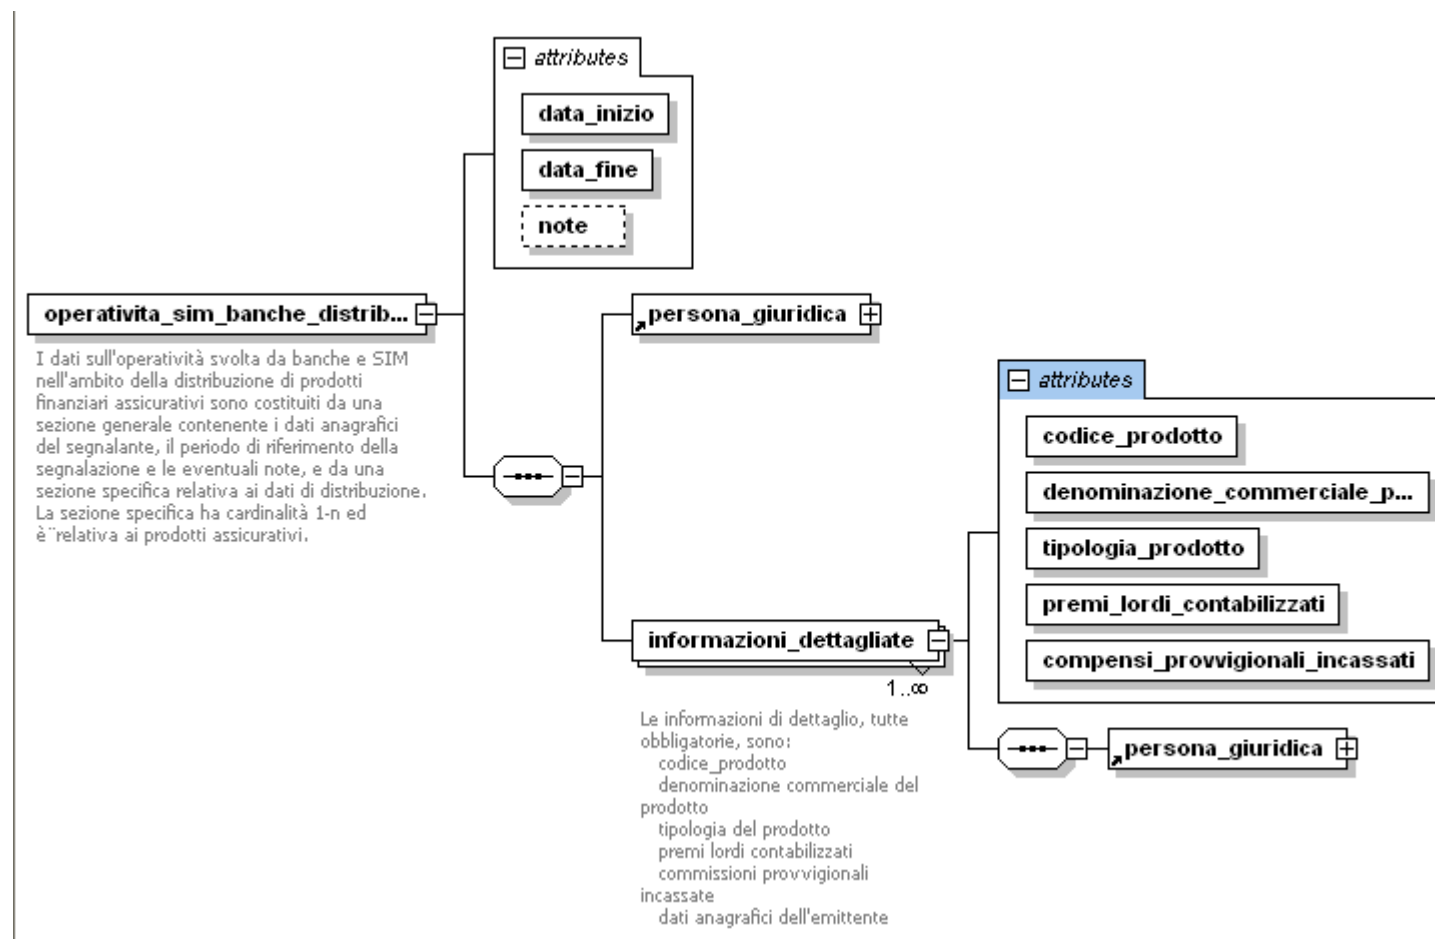 attributes
data_inizio
data_fine
note
operativita_sim_banche_distrib...
I dati sull'operatività svolta da banche e SIM
nell'ambito della distribuzione di prodotti
finanziari assicurativi sono costituiti da una
sezione generale contenente i dati anagrafici
del segnalante, il periodo di riferimento della
segnalazione e le eventuali note, e da una
sezione specifica relativa ai dati di distribuzione.
La sezione specifica ha cardinalità 1-n ed
è¨relativa ai prodotti assicurativi.
persona_giuridica
attributes
codice_prodotto
denominazione_commerciale_p...
tipologia_prodotto
premi_lordi_contabilizzati
compensi_provvigionali_incassati
informazioni_dettagliate
1..∞
Le informazioni di dettaglio, tutte
obbligatorie, sono:
codice_prodotto
denominazione commerciale del
prodotto
tipologia del prodotto
premi lordi contabilizzati
commissioni provvigionali
incassate
dati anagrafici dell'emittente
persona_giuridica